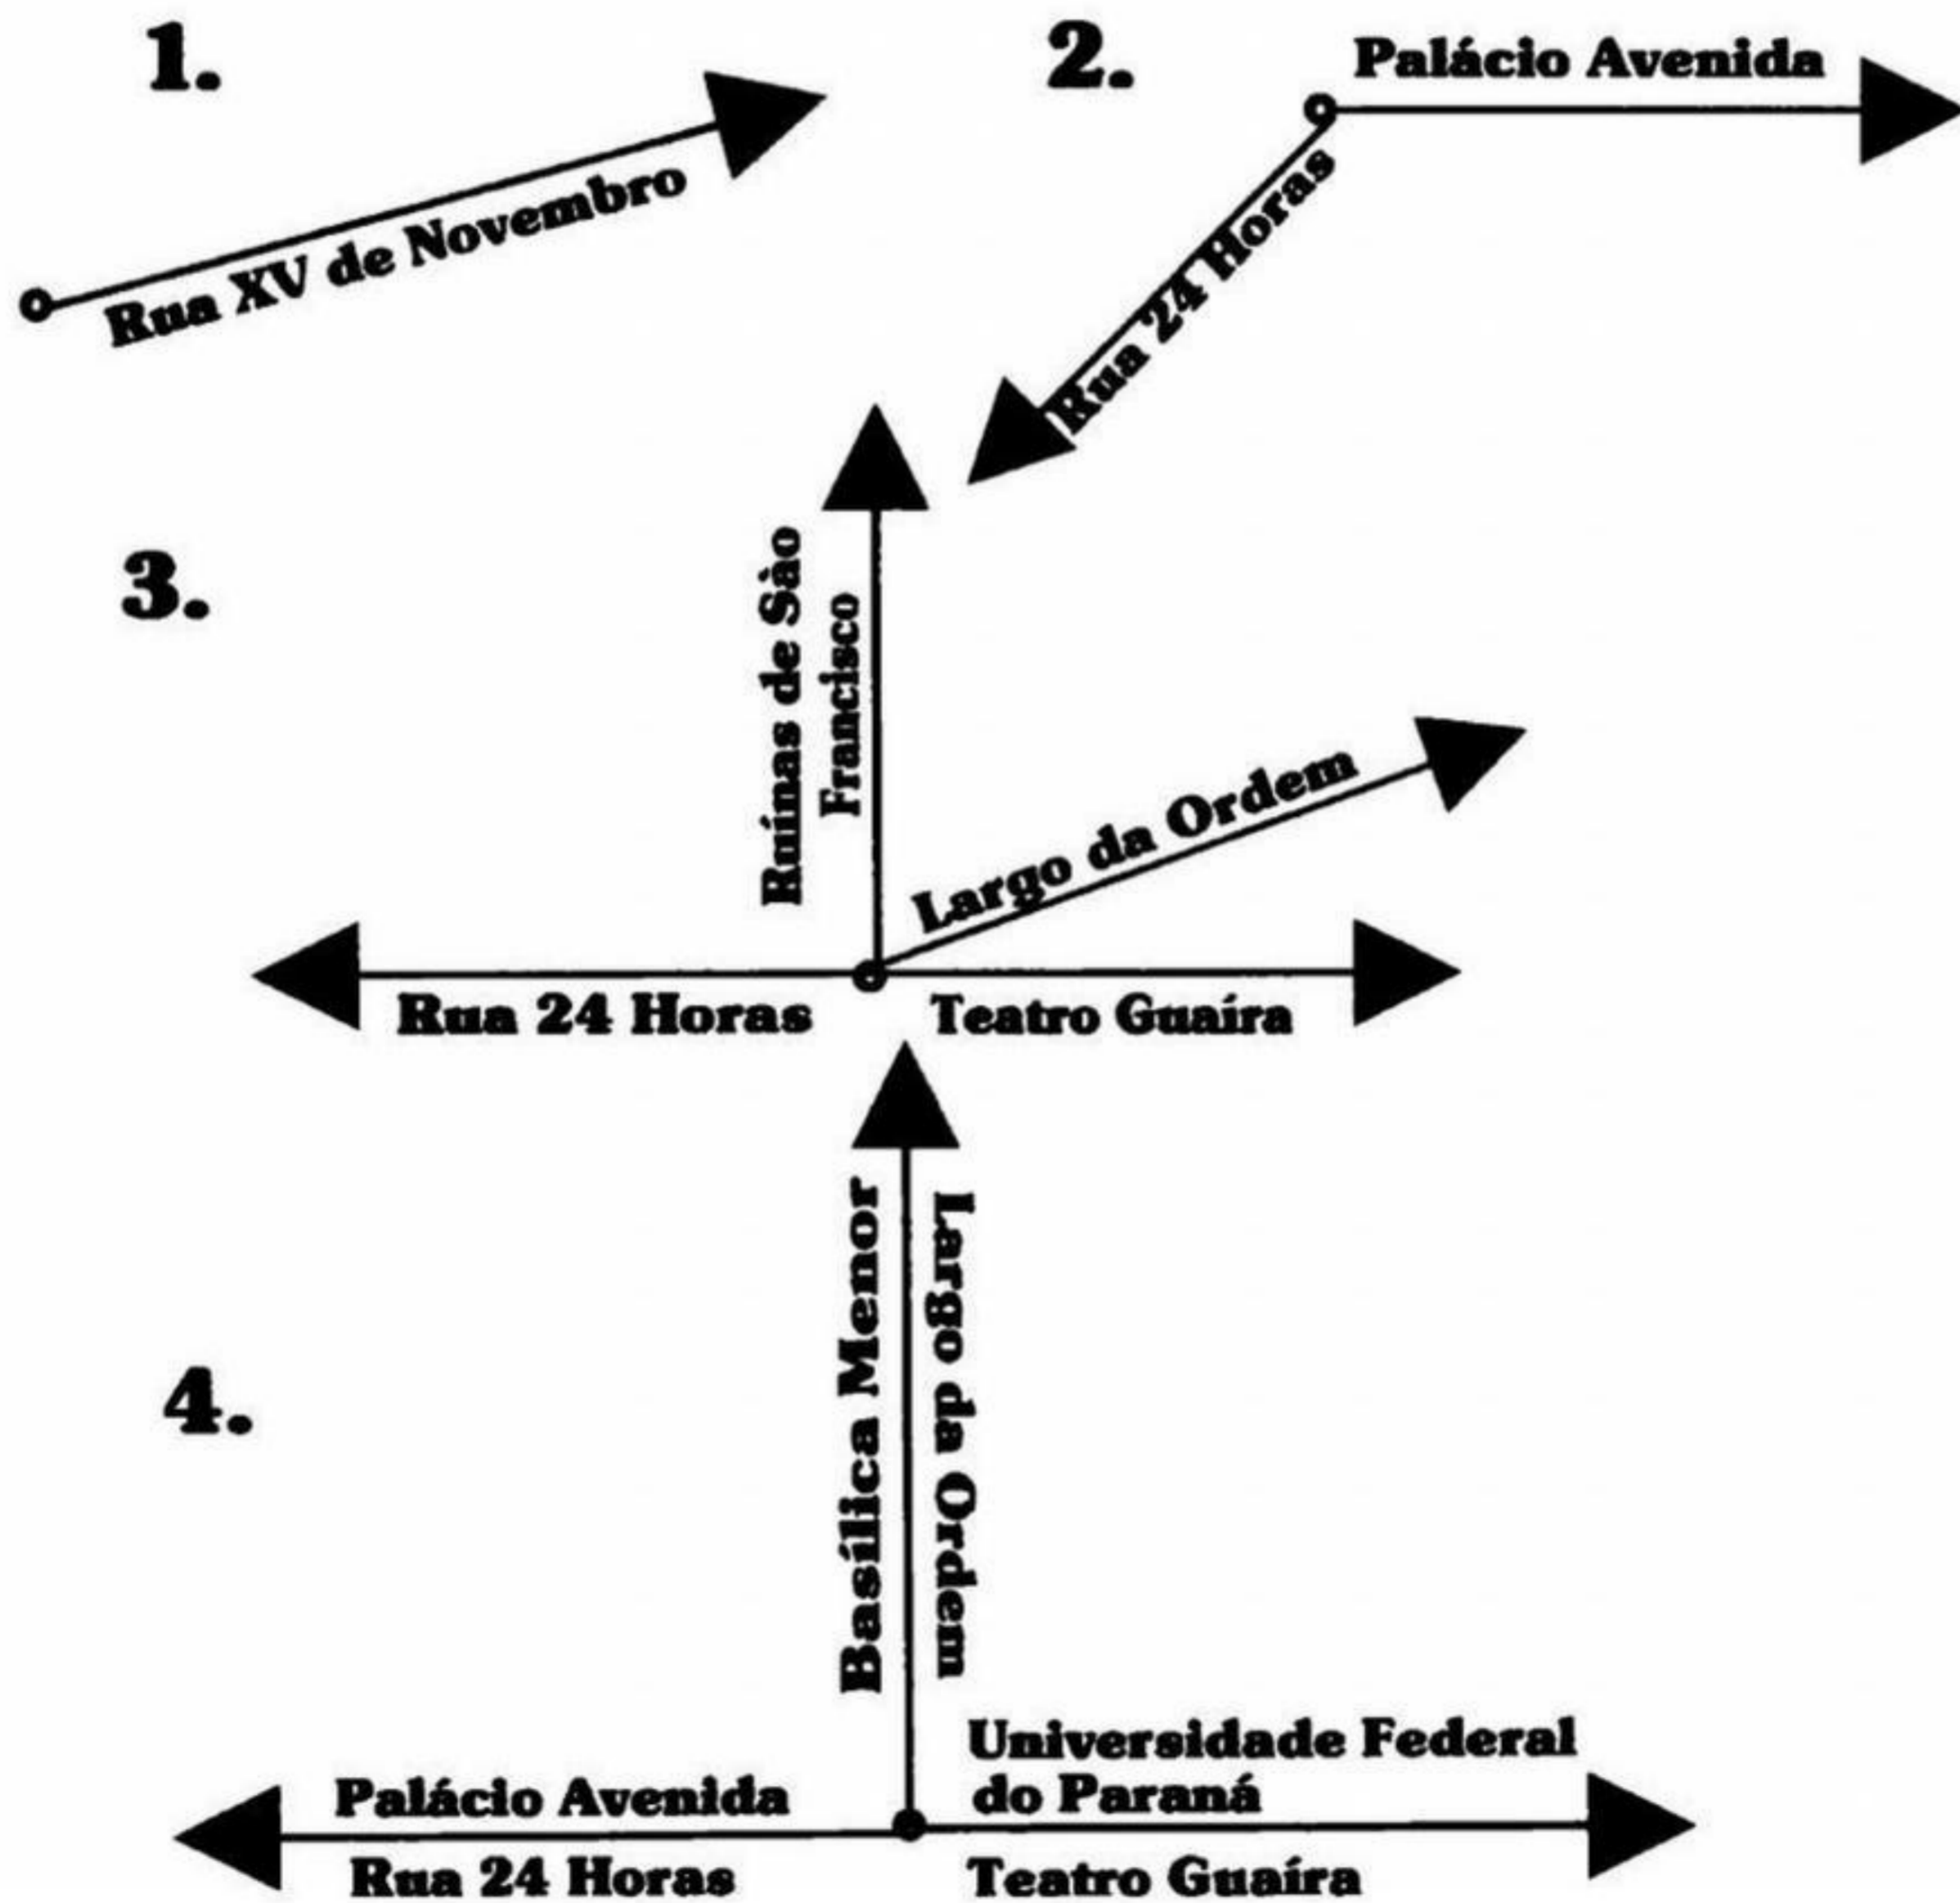 1.
Rua XV de Novembro
2.
Palácio Avenida
Rua 24 Horas
3.
Ruínas de Sào
Francisco
Largo da Ordem
Rua 24 Horas
Teatro Guaíra
4.
Basílica Menor
Largo da Ordem
Palácio Avenida
Rua 24 Horas
Universidade Federal
do Paraná
Teatro Guaíra